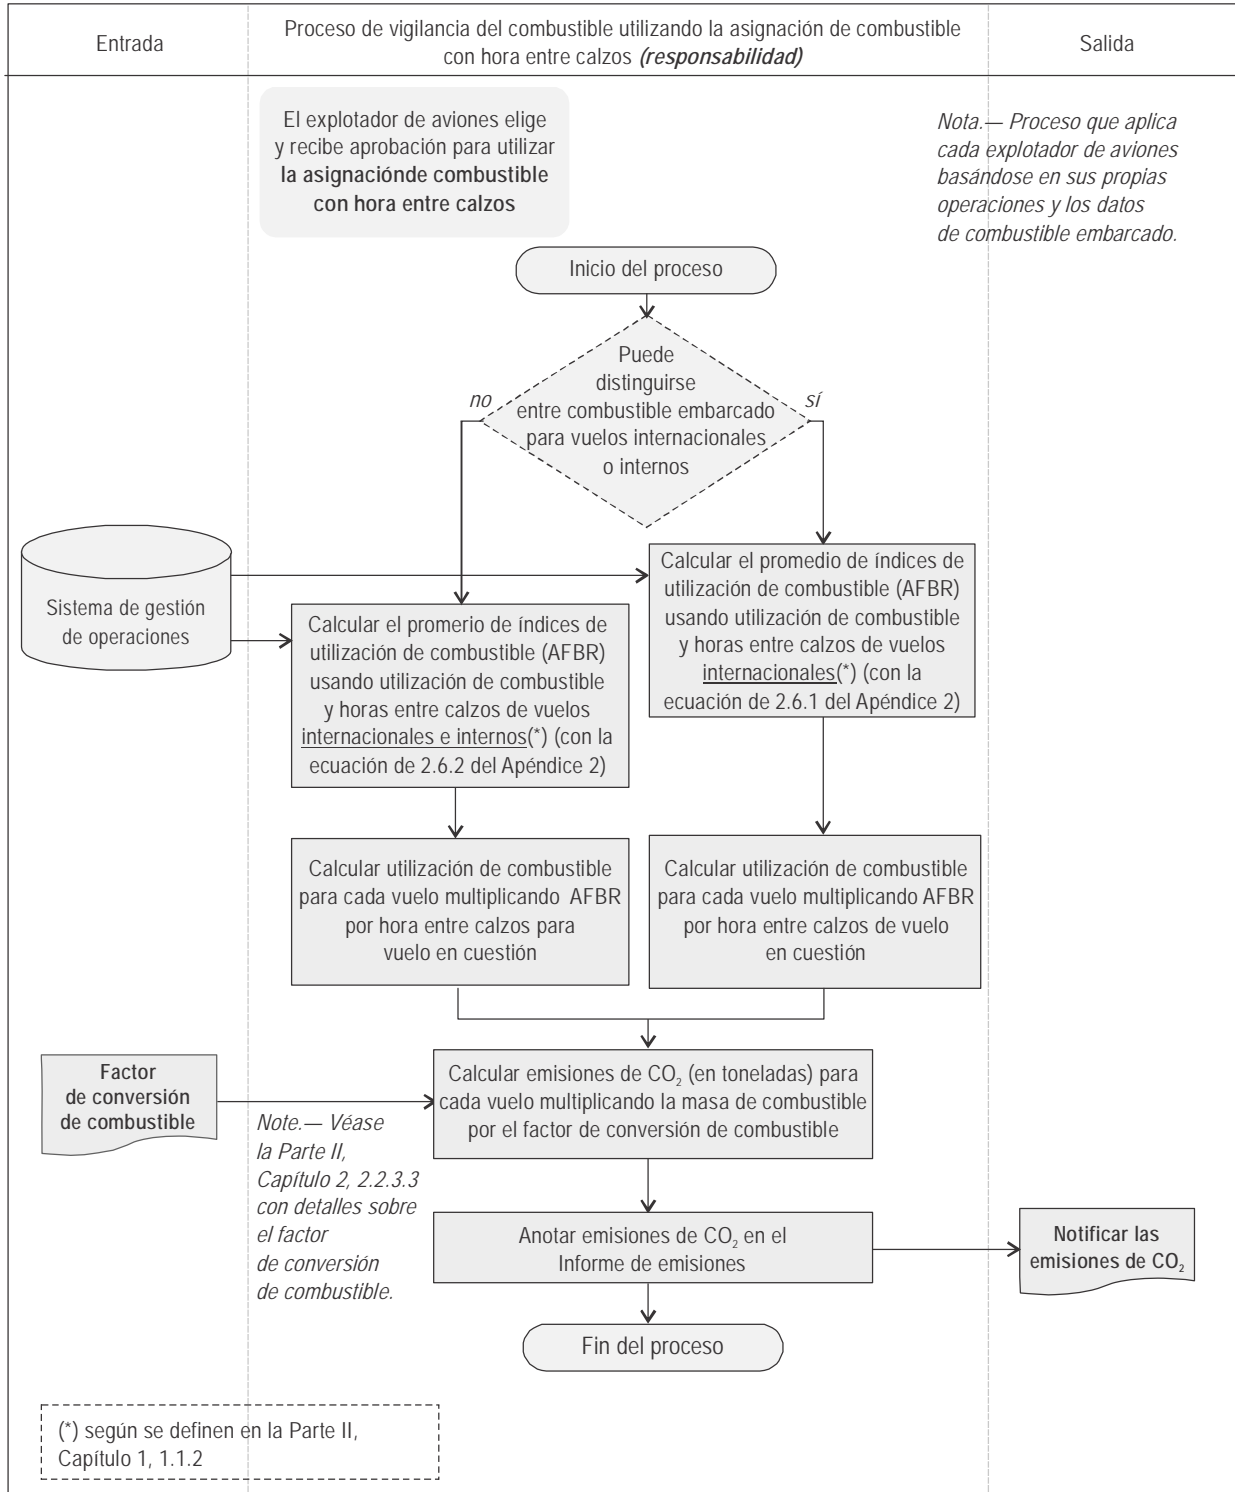 Entrada
Proceso de vigilancia del combustible utilizando la asignación de combustible
con hora entre calzos (responsabilidad)
Salida
El explotador de aviones elige
y recibe aprobación para utilizar
la asignaciónde combustible
con hora entre calzos
Nota.— Proceso que aplica
cada explotador de aviones
basándose en sus propias
operaciones y los datos
de combustible embarcado.
Inicio del proceso
Puede
distinguirse
entre combustible embarcado
para vuelos internacionales
o internos
no
sí
Sistema de gestión
de operaciones
Calcular el promedio de índices de
utilización de combustible (AFBR)
usando utilización de combustible
y horas entre calzos de vuelos
internacionales(*) (con la
ecuación de 2.6.1 del Apéndice 2)
Calcular el promerio de índices de
utilización de combustible (AFBR)
usando utilización de combustible
y horas entre calzos de vuelos
internacionales e internos(*) (con la
ecuación de 2.6.2 del Apéndice 2)
Calcular utilización de combustible
para cada vuelo multiplicando AFBR
por hora entre calzos para
vuelo en cuestión
Calcular utilización de combustible
para cada vuelo multiplicando AFBR
por hora entre calzos de vuelo
en cuestión
Factor
de conversión
de combustible
Calcular emisiones de CO₂ (en toneladas) para
cada vuelo multiplicando la masa de combustible
por el factor de conversión de combustible
Note.— Véase
la Parte II,
Capítulo 2, 2.2.3.3
con detalles sobre
el factor
de conversión
de combustible.
Anotar emisiones de CO₂ en el
Informe de emisiones
Notificar las
emisiones de CO₂
Fin del proceso
(*) según se definen en la Parte II,
Capítulo 1, 1.1.2